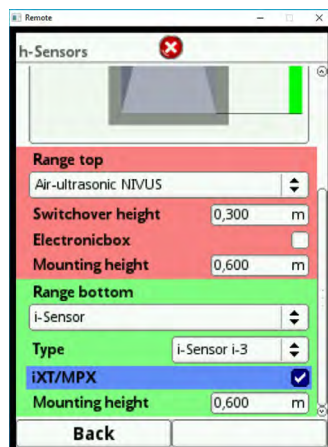 Remote
h-Sensors
Range top
Air-ultrasonic NIVUS
Switchover height 0,300 m
Electronicbox
Mounting height 0,600 m
Range bottom
i-Sensor
Type i-Sensor i-3
iXT/MPX
Mounting height 0,600 m
Back